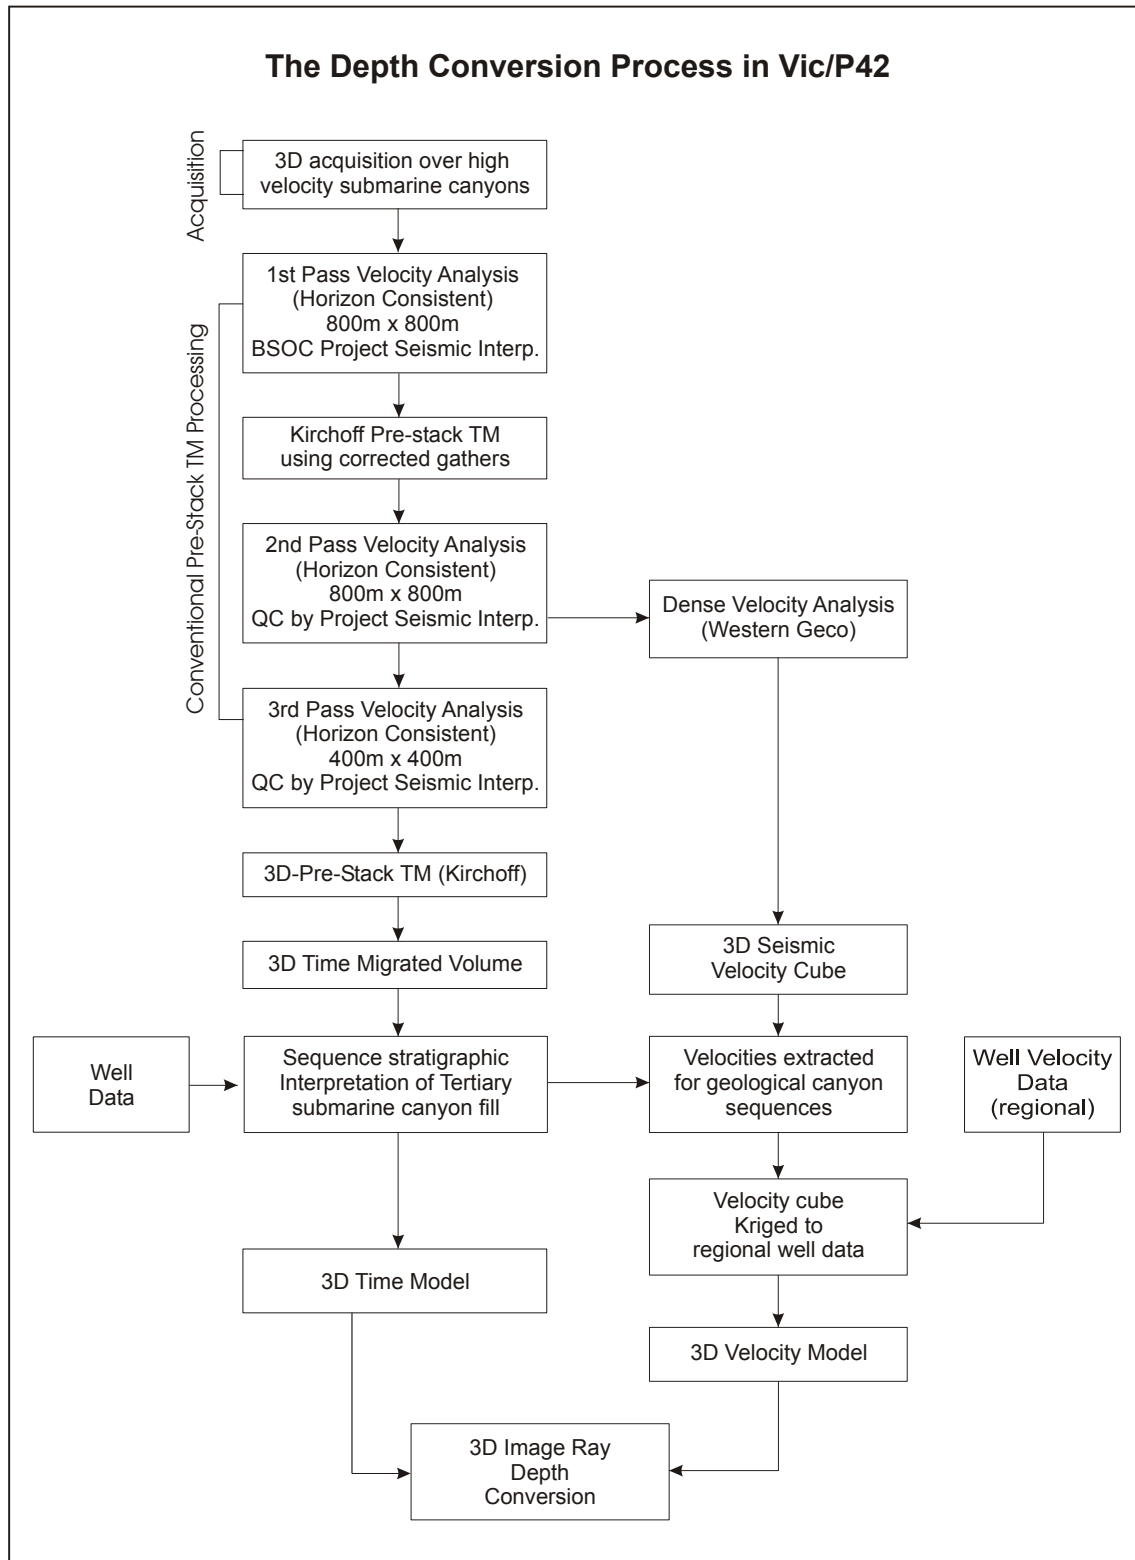 The Depth Conversion Process in Vic/P42
Acquisition
3D acquisition over high
velocity submarine canyons
Conventional Pre-Stack TM Processing
1st Pass Velocity Analysis
(Horizon Consistent)
800m x 800m
BSOC Project Seismic Interp.
Kirchoff Pre-stack TM
using corrected gathers
2nd Pass Velocity Analysis
(Horizon Consistent)
800m x 800m
QC by Project Seismic Interp.
Dense Velocity Analysis
(Western Geco)
3rd Pass Velocity Analysis
(Horizon Consistent)
400m x 400m
QC by Project Seismic Interp.
3D-Pre-Stack TM (Kirchoff)
3D Time Migrated Volume
3D Seismic
Velocity Cube
Well
Data
Sequence stratigraphic
Interpretation of Tertiary
submarine canyon fill
Velocities extracted
for geological canyon
sequences
Well Velocity
Data
(regional)
Velocity cube
Kriged to
regional well data
3D Time Model
3D Velocity Model
3D Image Ray
Depth
Conversion